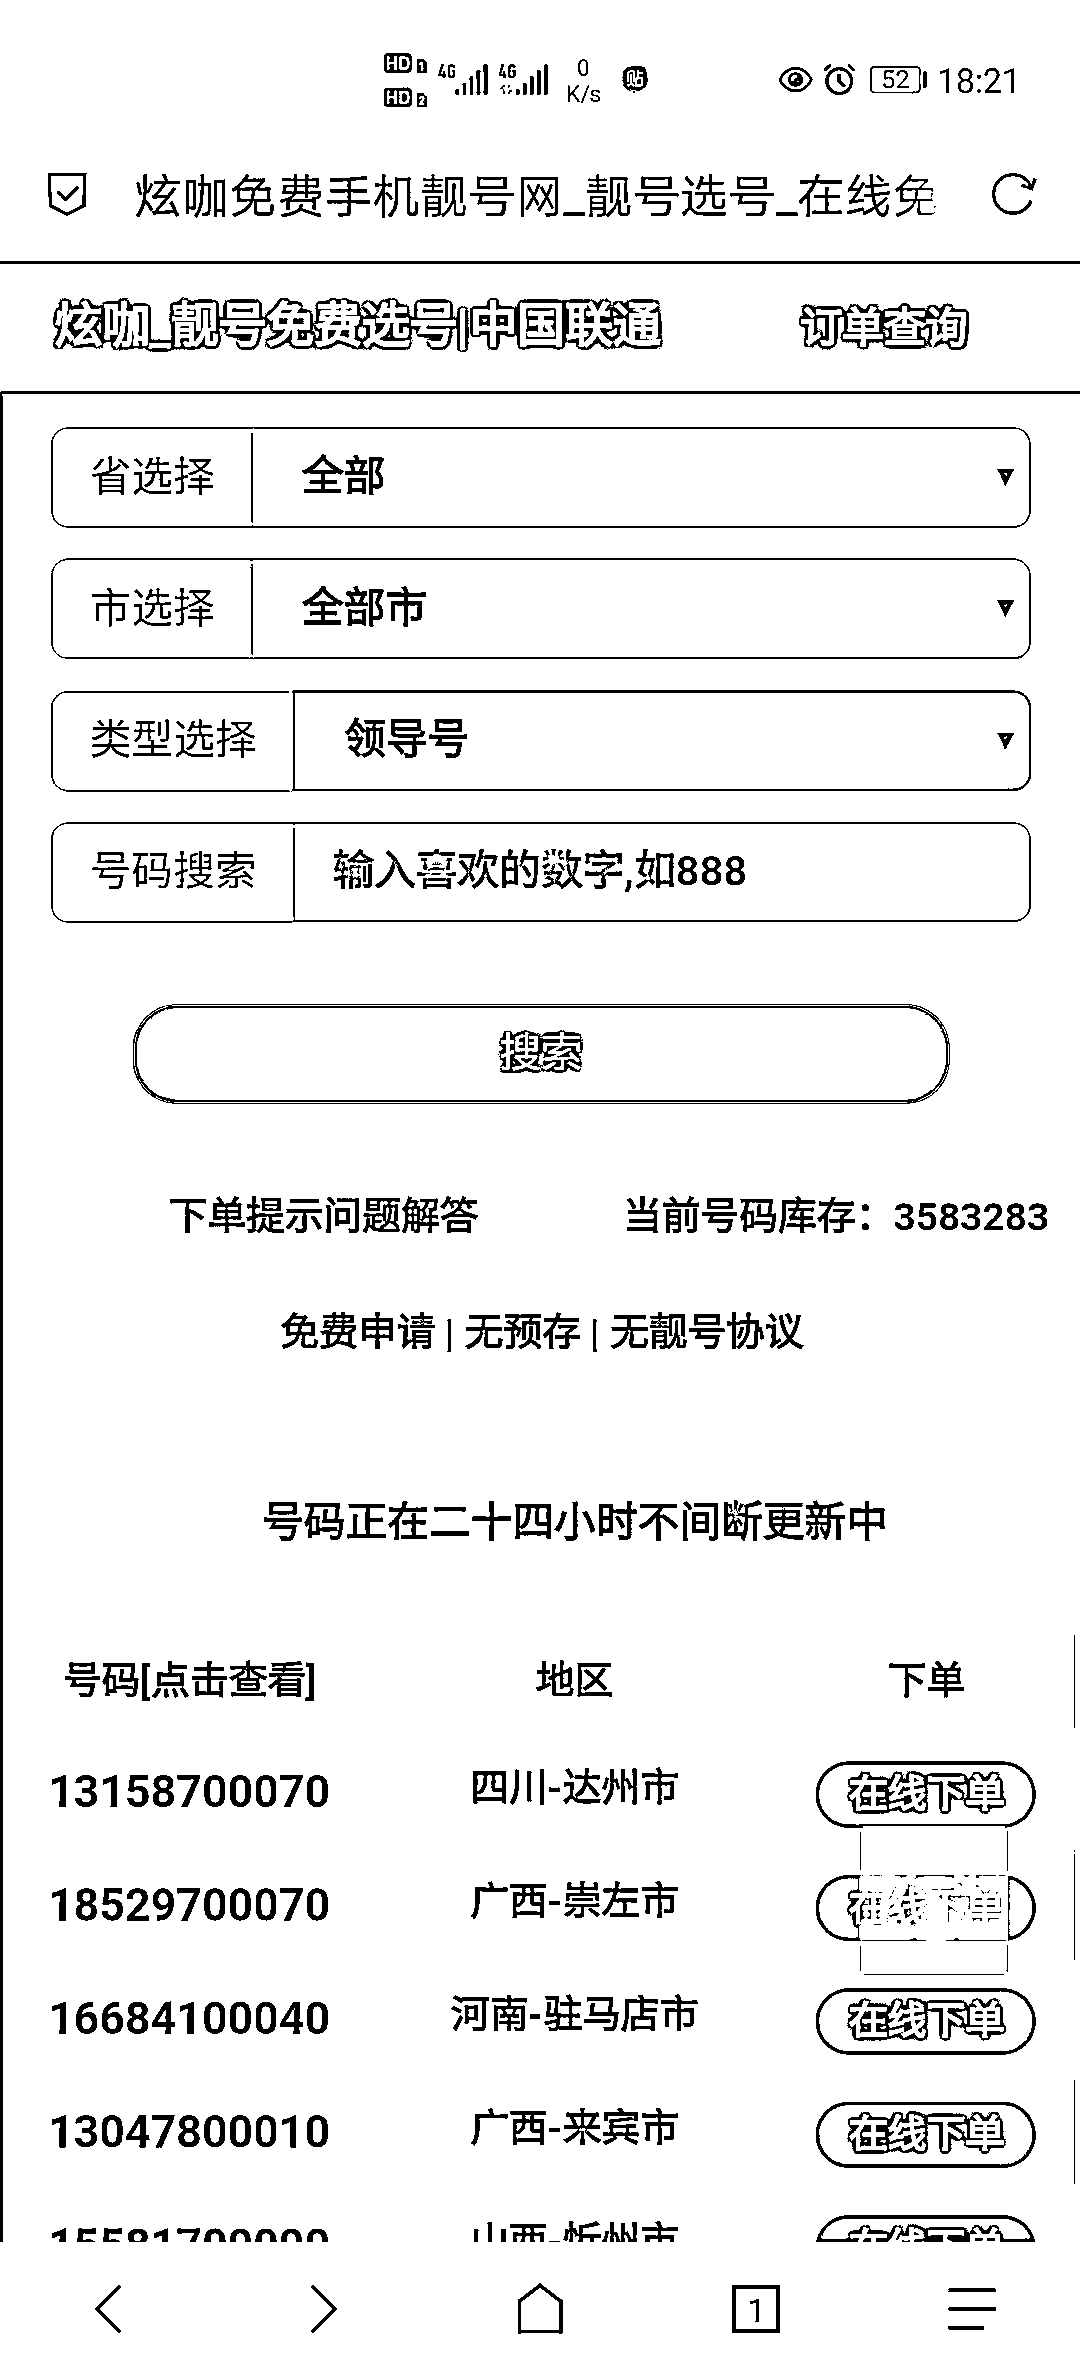 HD 1 4G 4G 0 K/s 52 18:21
HD 2
炫咖免费手机靓号网_靓号选号_在线免
炫咖_靓号免费选号|中国联通 订单查询
省选择 全部
市选择 全部市
类型选择 领导号
号码搜索 输入喜欢的数字,如888
搜索
下单提示问题解答 当前号码库存：3583283
免费申请 | 无预存 | 无靓号协议
号码正在二十四小时不间断更新中
号码[点击查看] 地区 下单
13158700070 四川-达州市 在线下单
18529700070 广西-崇左市 在线下单
16684100040 河南-驻马店市 在线下单
13047800010 广西-来宾市 在线下单
山西-忻州市 在线下单
1